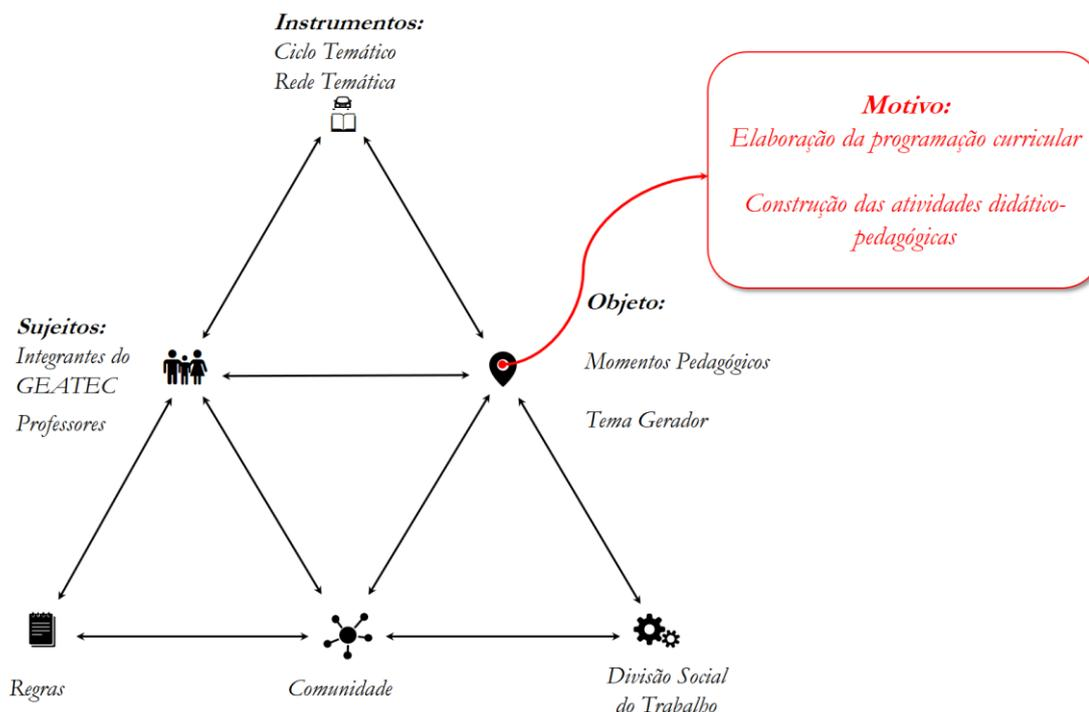 Instrumentos:
Ciclo Temático
Rede Temática
Motivo:
Elaboração da programação curricular
Construção das atividades didático-
pedagógicas
Objeto:
Momentos Pedagógicos
Tema Gerador
Sujeitos:
Integrantes do
GEATEC
Professores
Regras
Comunidade
Divisão Social
do Trabalho